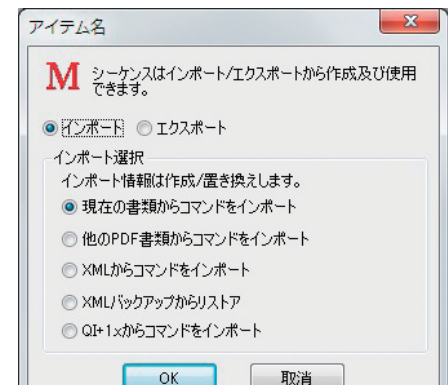 アイテム名
M シーケンスはインポート/エクスポートから作成及び使用
できます。
インポート エクスポート
インポート選択
インポート情報は作成/置き換えします。
現在の書類からコマンドをインポート
他のPDF書類からコマンドをインポート
XMLからコマンドをインポート
XMLバックアップからリストア
QI+1xからコマンドをインポート
OK 取消